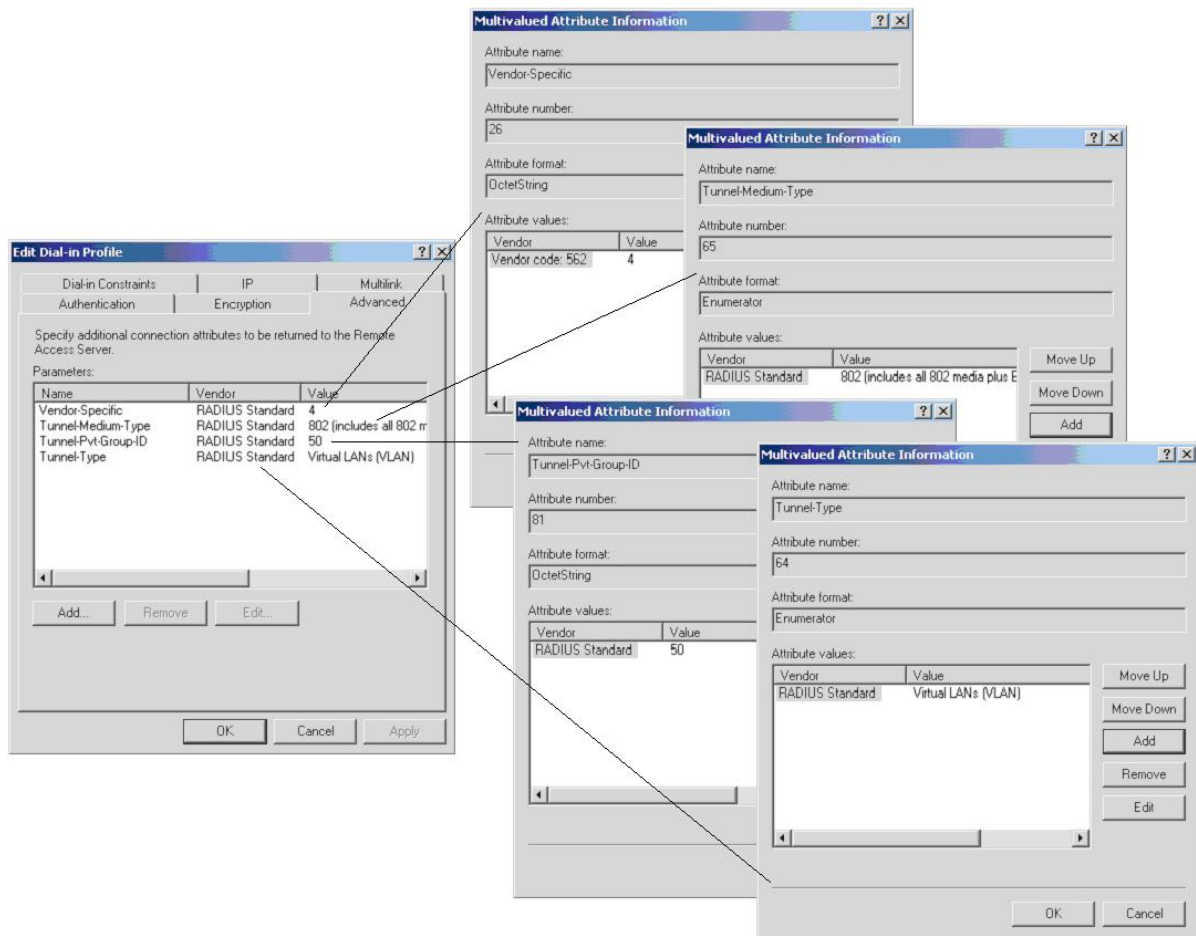 Edit Dial-in Profile
Dial-in Constraints IP Multilink
Authentication Encryption Advanced
Specify additional connection attributes to be returned to the Remote
Access Server.
Parameters:
Name Vendor Value
Vendor-Specific RADIUS Standard 4
Tunnel-Medium-Type RADIUS Standard 802 (includes all 802 m
Tunnel-Pvt-Group-ID RADIUS Standard 50
Tunnel-Type RADIUS Standard Virtual LANs (VLAN)
Add... Remove Edit...
OK Cancel Apply
Multivalued Attribute Information
Attribute name:
Vendor-Specific
Attribute number:
26
Attribute format:
OctetString
Attribute values:
Vendor Value
Vendor code: 562 4
Multivalued Attribute Information
Attribute name:
Tunnel-Medium-Type
Attribute number:
65
Attribute format:
Enumerator
Attribute values:
Vendor Value
RADIUS Standard 802 (includes all 802 media plus E
Move Up
Move Down
Add
Multivalued Attribute Information
Attribute name:
Tunnel-Pvt-Group-ID
Attribute number:
81
Attribute format:
OctetString
Attribute values:
Vendor Value
RADIUS Standard 50
Multivalued Attribute Information
Attribute name:
Tunnel-Type
Attribute number:
64
Attribute format:
Enumerator
Attribute values:
Vendor Value
RADIUS Standard Virtual LANs (VLAN)
Move Up
Move Down
Add
Remove
Edit
OK Cancel